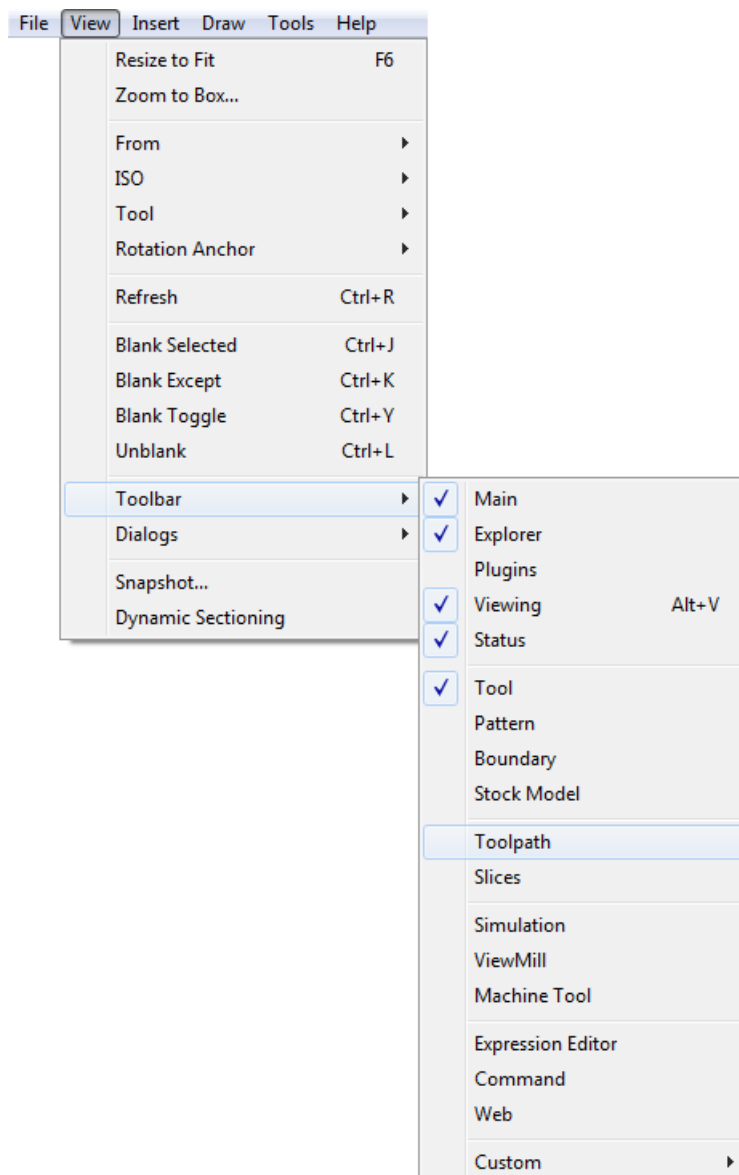 File View Insert Draw Tools Help
Resize to Fit F6
Zoom to Box...
From
ISO
Tool
Rotation Anchor
Refresh Ctrl+R
Blank Selected Ctrl+J
Blank Except Ctrl+K
Blank Toggle Ctrl+Y
Unblank Ctrl+L
Toolbar
Dialogs
Snapshot...
Dynamic Sectioning
Main
Explorer
Plugins
Viewing Alt+V
Status
Tool
Pattern
Boundary
Stock Model
Toolpath
Slices
Simulation
ViewMill
Machine Tool
Expression Editor
Command
Web
Custom